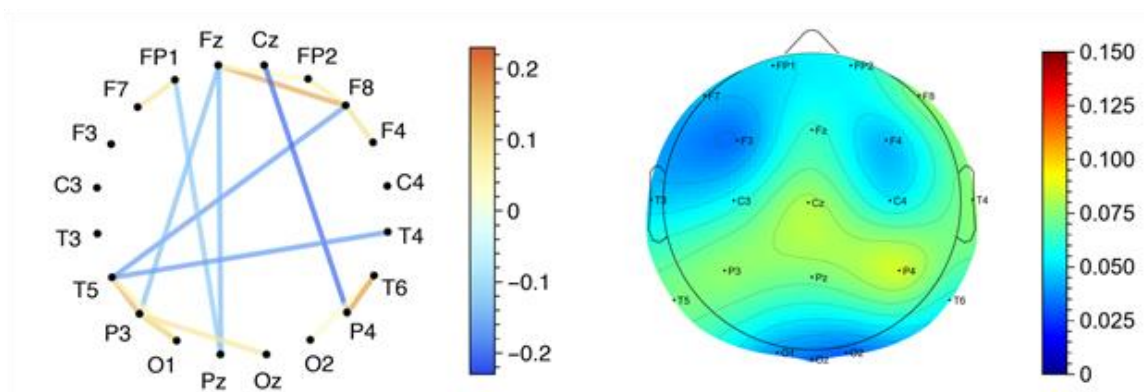 Fz Cz
FP1 FP2
F7 F8
F3 F4
C3 C4
T3 T4
T5 T6
P3 P4
O1 O2
Pz Oz
0.2
0.1
0
−0.1
−0.2
FP1 FP2
F7 F8
F3 Fz F4
T3 C3 Cz C4 T4
P3 Pz P4
T5 T6
O1 Oz O2
0.150
0.125
0.100
0.075
0.050
0.025
0